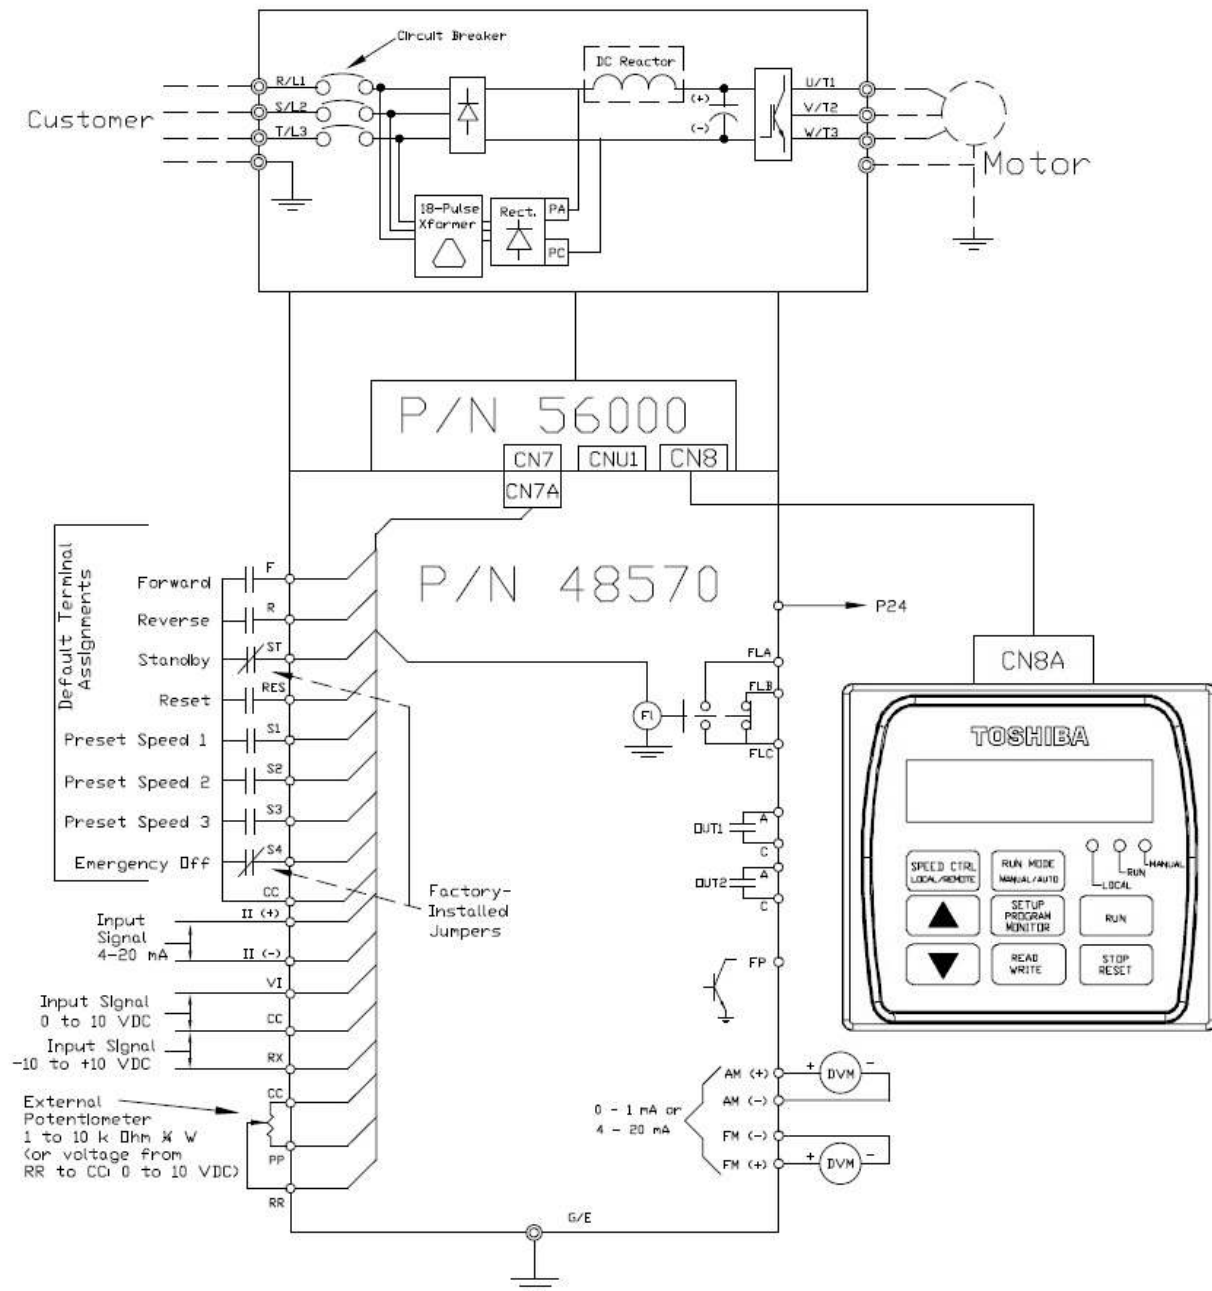 Circuit Breaker
DC Reactor
R/L1
S/L2
T/L3
Customer
(+)
(-)
U/T1
V/T2
W/T3
Motor
18-Pulse
Xformer
Rect.
PA
PC
P/N 56000
CN7
CNU1
CN8
CN7A
P/N 48570
P24
CN8A
Default Terminal
Assignments
Forward
F
Reverse
R
Standby
ST
Reset
RES
Preset Speed 1
S1
Preset Speed 2
S2
Preset Speed 3
S3
Emergency Off
S4
CC
Factory-
Installed
Jumpers
Input
Signal
4-20 mA
II (+)
II (-)
Input Signal
0 to 10 VDC
VI
CC
Input Signal
-10 to +10 VDC
RX
External
Potentiometer
1 to 10 k Ohm ¼ W
(or voltage from
RR to CC: 0 to 10 VDC)
CC
PP
RR
G/E
FLA
FLB
FLC
Fl
OUT1
A
C
OUT2
A
C
FP
0 - 1 mA or
4 - 20 mA
AM (+)
AM (-)
FM (-)
FM (+)
+ DVM -
+ DVM -
TOSHIBA
SPEED CTRL
LOCAL/REMOTE
RUN MODE
MANUAL/AUTO
LOCAL
RUN
MANUAL
SETUP
PROGRAM
MONITOR
RUN
READ
WRITE
STOP
RESET